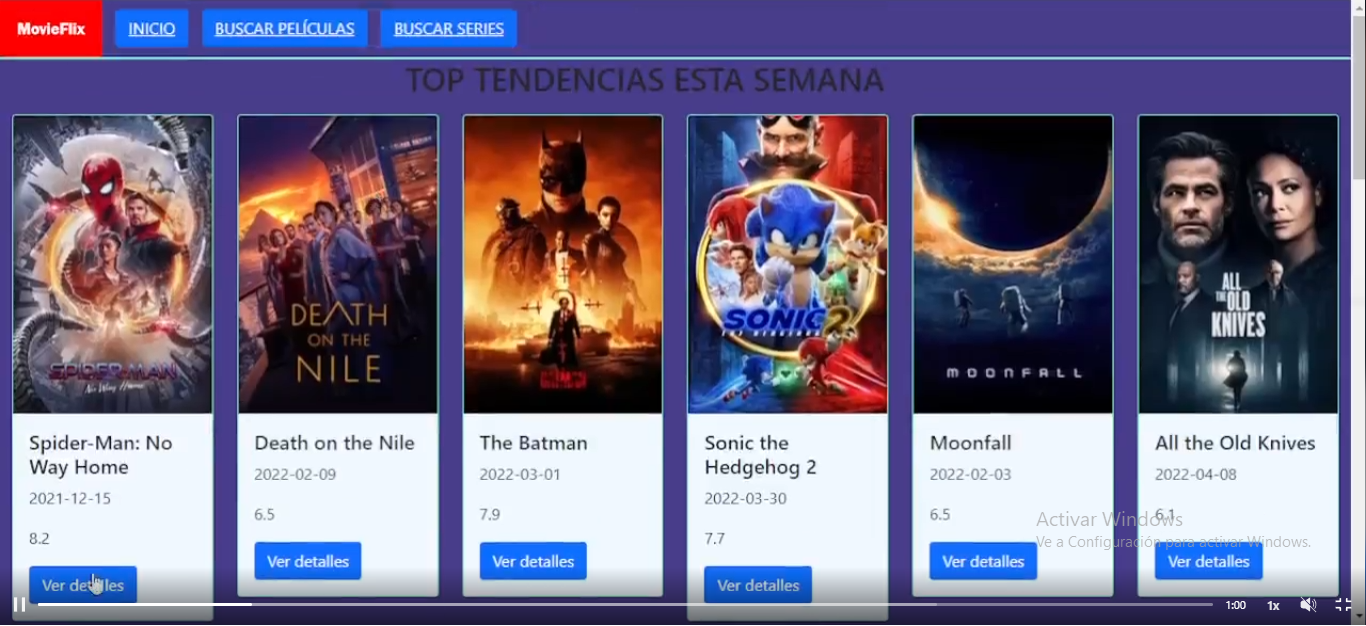 MovieFlix INICIO BUSCAR PELÍCULAS BUSCAR SERIES
TOP TENDENCIAS ESTA SEMANA
SPIDER-MAN
No Way Home
DEATH
ON THE
NILE
THE BATMAN
SONIC 2
THE HEDGEHOG
MOONFALL
ALL
THE OLD
KNIVES
Spider-Man: No
Way Home
2021-12-15
8.2
Ver detalles
Death on the Nile
2022-02-09
6.5
Ver detalles
The Batman
2022-03-01
7.9
Ver detalles
Sonic the
Hedgehog 2
2022-03-30
7.7
Ver detalles
Moonfall
2022-02-03
6.5
Ver detalles
All the Old Knives
2022-04-08
6.1
Ver detalles
Activar Windows
Ve a Configuración para activar Windows.
1:00 1x